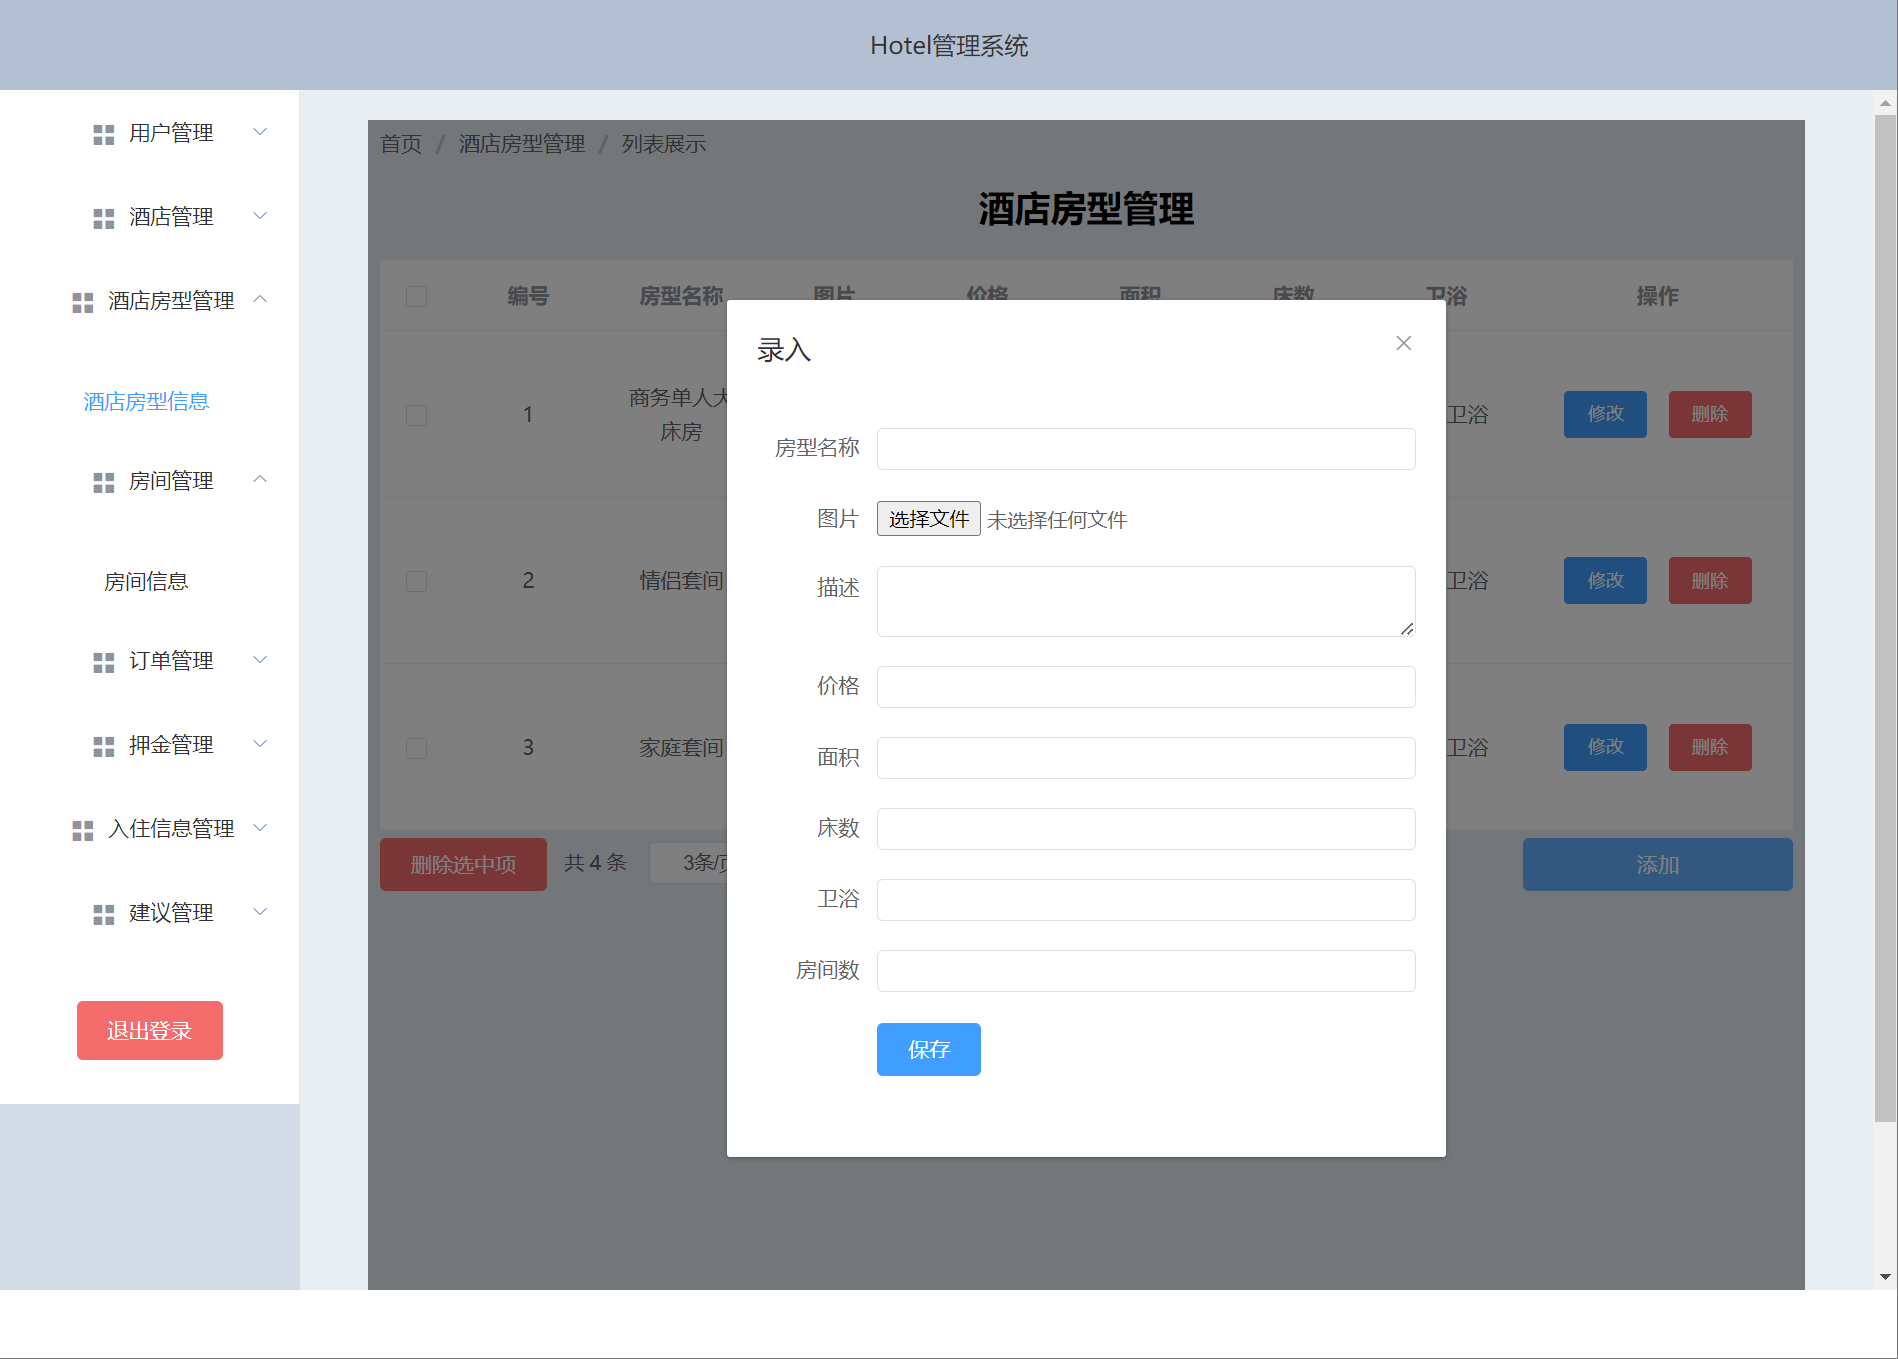 Hotel管理系统
用户管理
酒店管理
酒店房型管理
酒店房型信息
房间管理
房间信息
订单管理
押金管理
入住信息管理
建议管理
退出登录
首页 / 酒店房型管理 / 列表展示
酒店房型管理
编号 房型名称 图片 价格 面积 床数 卫浴 操作
1 商务单人大床房 卫浴 修改 删除
2 情侣套间 卫浴 修改 删除
3 家庭套间 卫浴 修改 删除
删除选中项 共 4 条 3条/页 添加
录入
房型名称
图片 选择文件 未选择任何文件
描述
价格
面积
床数
卫浴
房间数
保存